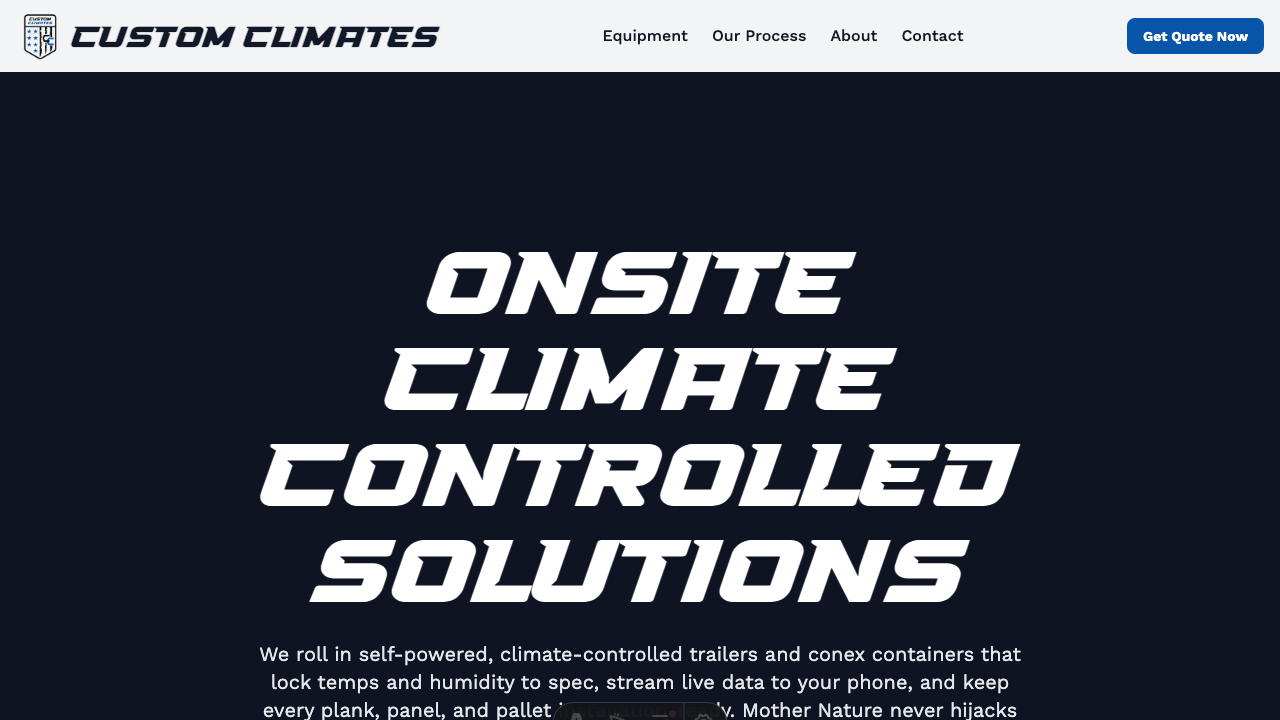 CUSTOM CLIMATES
CUSTOM CLIMATES
Equipment
Our Process
About
Contact
Get Quote Now
ONSITE
CLIMATE
CONTROLLED
SOLUTIONS
We roll in self-powered, climate-controlled trailers and conex containers that
lock temps and humidity to spec, stream live data to your phone, and keep
every plank, panel, and pallet installation-ready. Mother Nature never hijacks